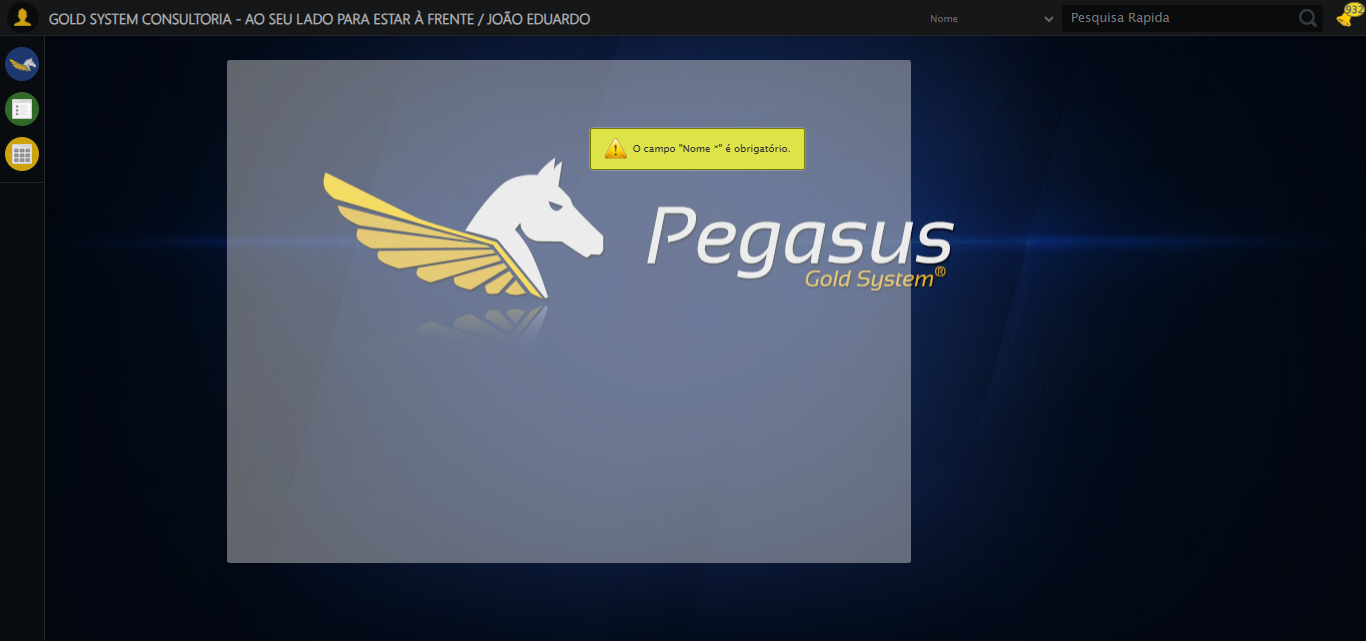 GOLD SYSTEM CONSULTORIA - AO SEU LADO PARA ESTAR À FRENTE / JOÃO EDUARDO
Nome
Pesquisa Rapida
932
O campo "Nome *" é obrigatório.
Pegasus
Gold System®